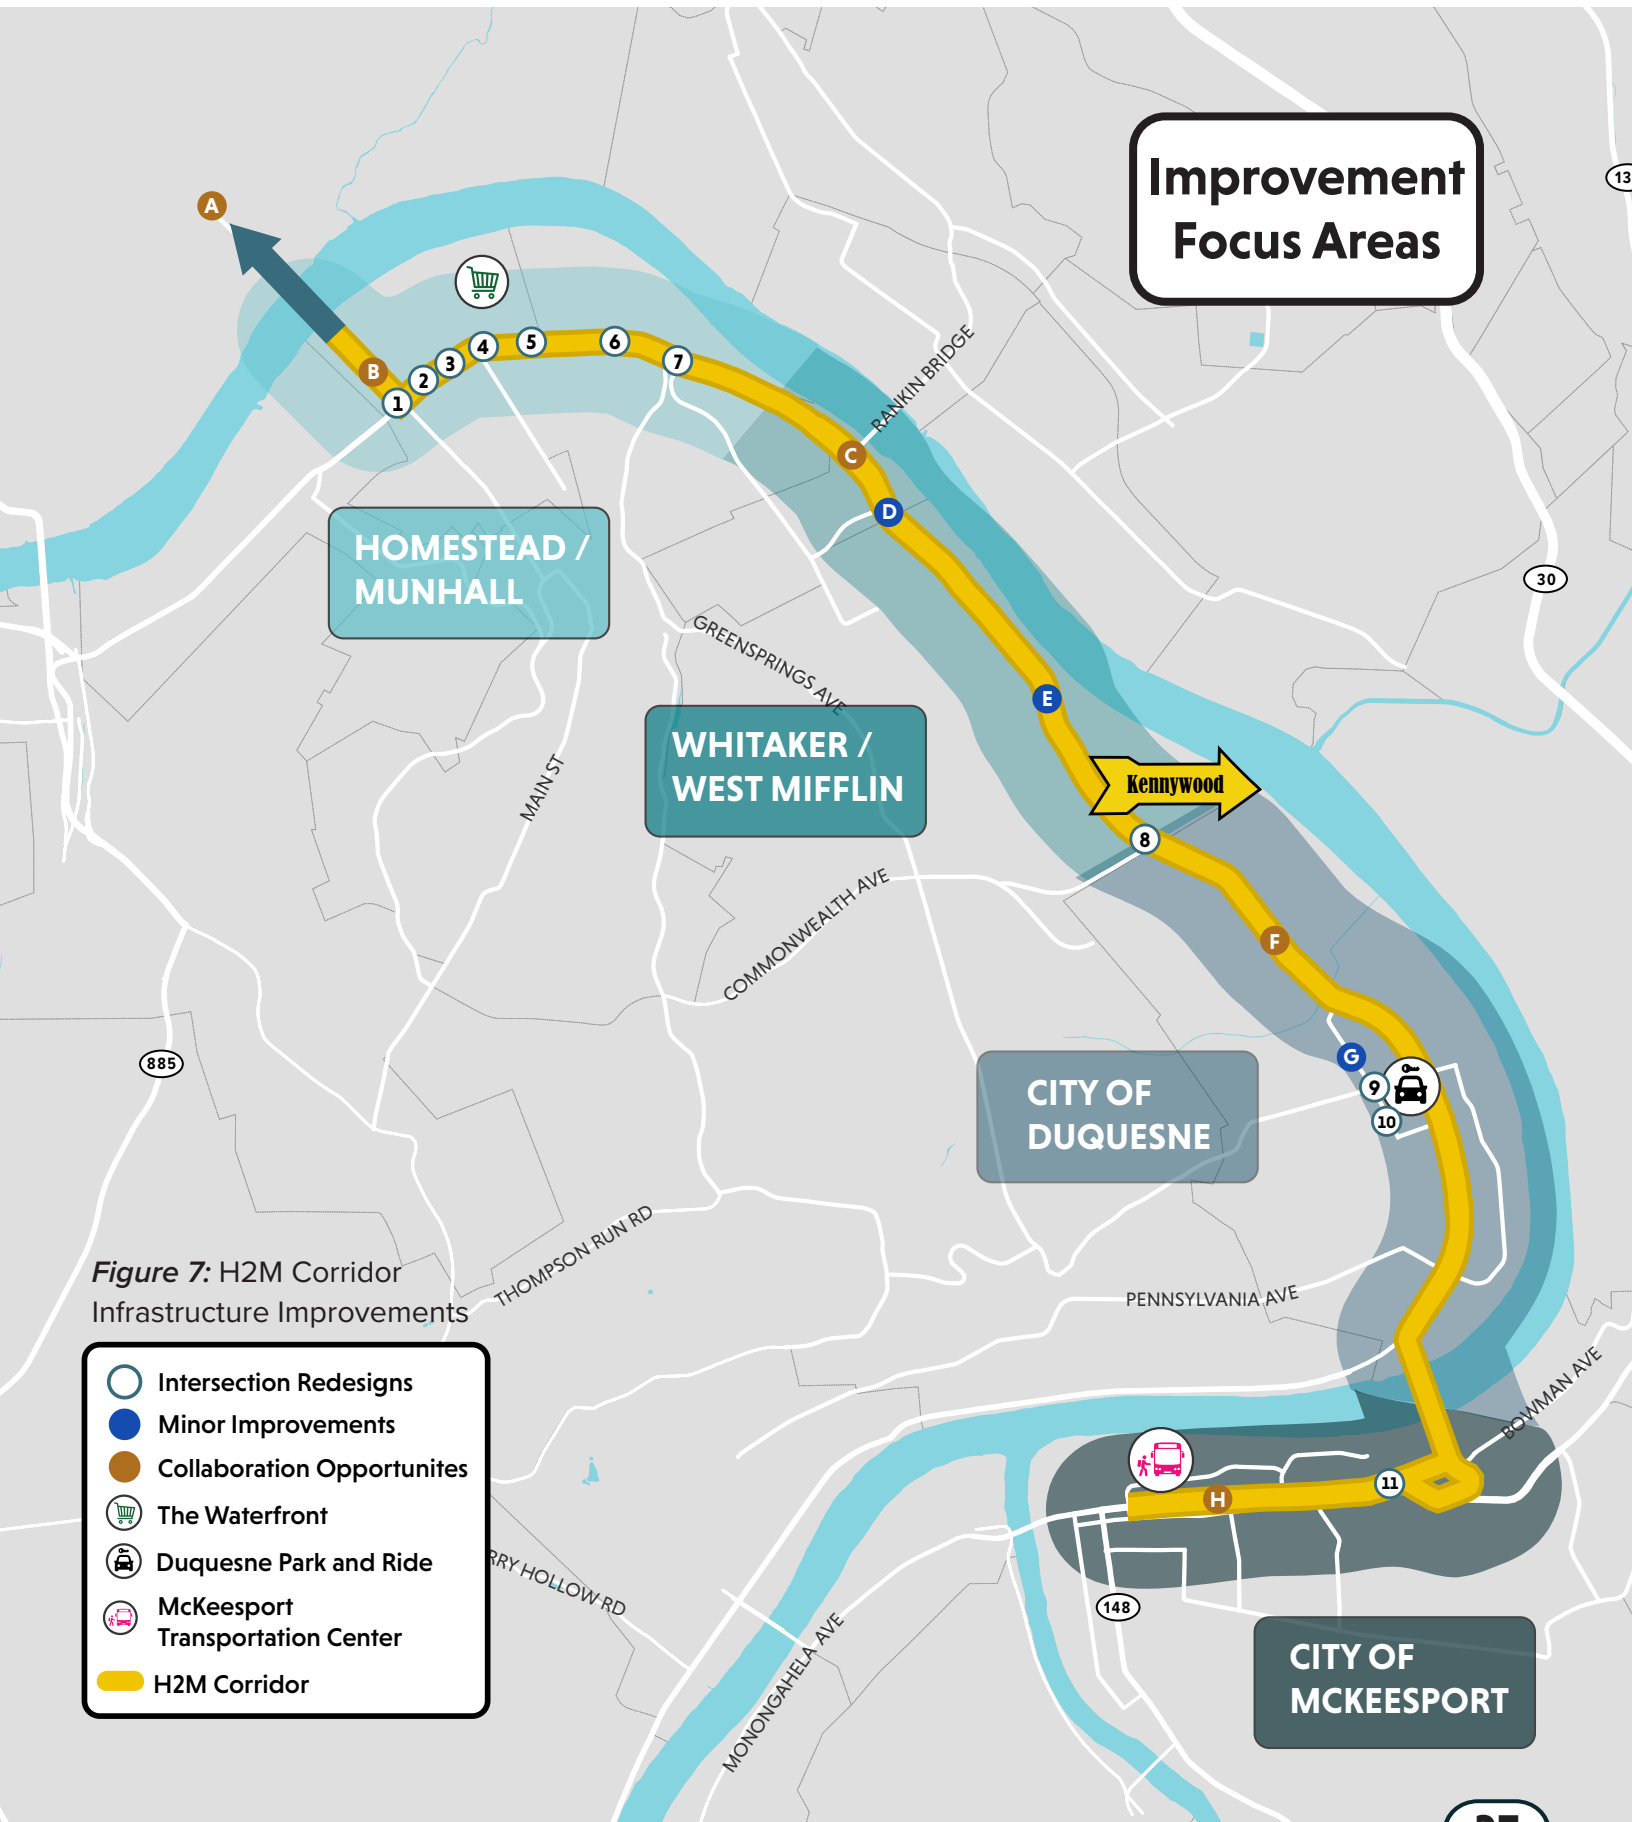 Improvement
Focus Areas
13
A
B
1
2
3
4
5
6
7
RANKIN BRIDGE
C
D
HOMESTEAD /
MUNHALL
30
GREENSPRINGS AVE
E
WHITAKER /
WEST MIFFLIN
MAIN ST
Kennywood
8
COMMONWEALTH AVE
F
885
G
9
10
CITY OF
DUQUESNE
THOMPSON RUN RD
PENNSYLVANIA AVE
BOWMAN AVE
Figure 7: H2M Corridor
Infrastructure Improvements
Intersection Redesigns
Minor Improvements
Collaboration Opportunites
The Waterfront
Duquesne Park and Ride
McKeesport
Transportation Center
H2M Corridor
11
H
RRY HOLLOW RD
148
MONONGAHELA AVE
CITY OF
MCKEESPORT